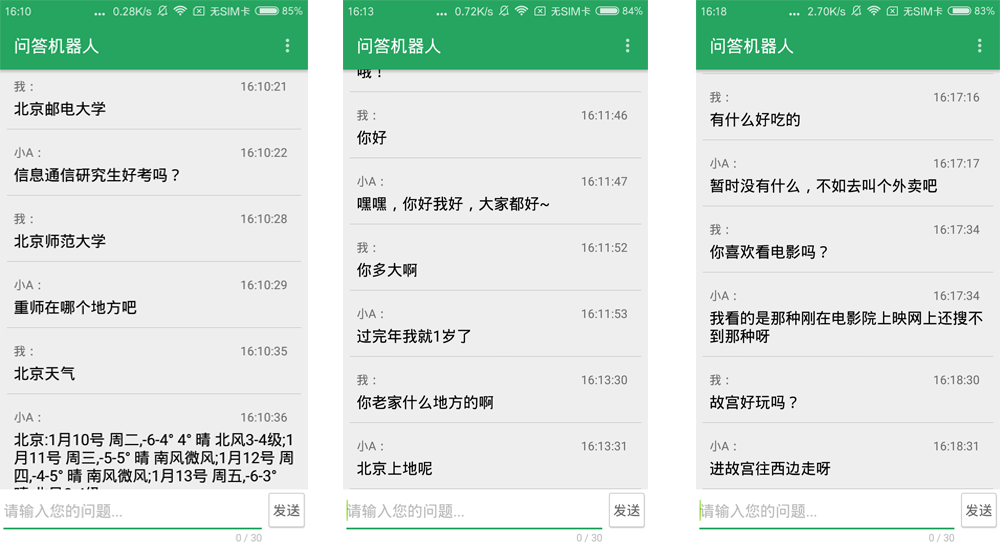 16:10 ... 0.28K/s 无SIM卡 85%
问答机器人
我： 16:10:21
北京邮电大学
小A： 16:10:22
信息通信研究生好考吗？
我： 16:10:28
北京师范大学
小A： 16:10:29
重师在哪个地方吧
我： 16:10:35
北京天气
小A： 16:10:36
北京:1月10号 周二,-6-4° 4° 晴 北风3-4级;1
月11号 周三,-5-5° 晴 南风微风;1月12号 周
四,-4-5° 晴 南风微风;1月13号 周五,-6-3°
请输入您的问题... 发送
0 / 30
16:13 ... 0.72K/s 无SIM卡 84%
问答机器人
哦！
我： 16:11:46
你好
小A： 16:11:47
嘿嘿，你好我好，大家都好~
我： 16:11:52
你多大啊
小A： 16:11:53
过完年我就1岁了
我： 16:13:30
你老家什么地方的啊
小A： 16:13:31
北京上地呢
请输入您的问题... 发送
0 / 30
16:18 ... 2.70K/s 无SIM卡 83%
问答机器人
我： 16:17:16
有什么好吃的
小A： 16:17:17
暂时没有什么，不如去叫个外卖吧
我： 16:17:34
你喜欢看电影吗？
小A： 16:17:34
我看的是那种刚在电影院上映网上还搜不
到那种呀
我： 16:18:30
故宫好玩吗？
小A： 16:18:31
进故宫往西边走呀
请输入您的问题... 发送
0 / 30